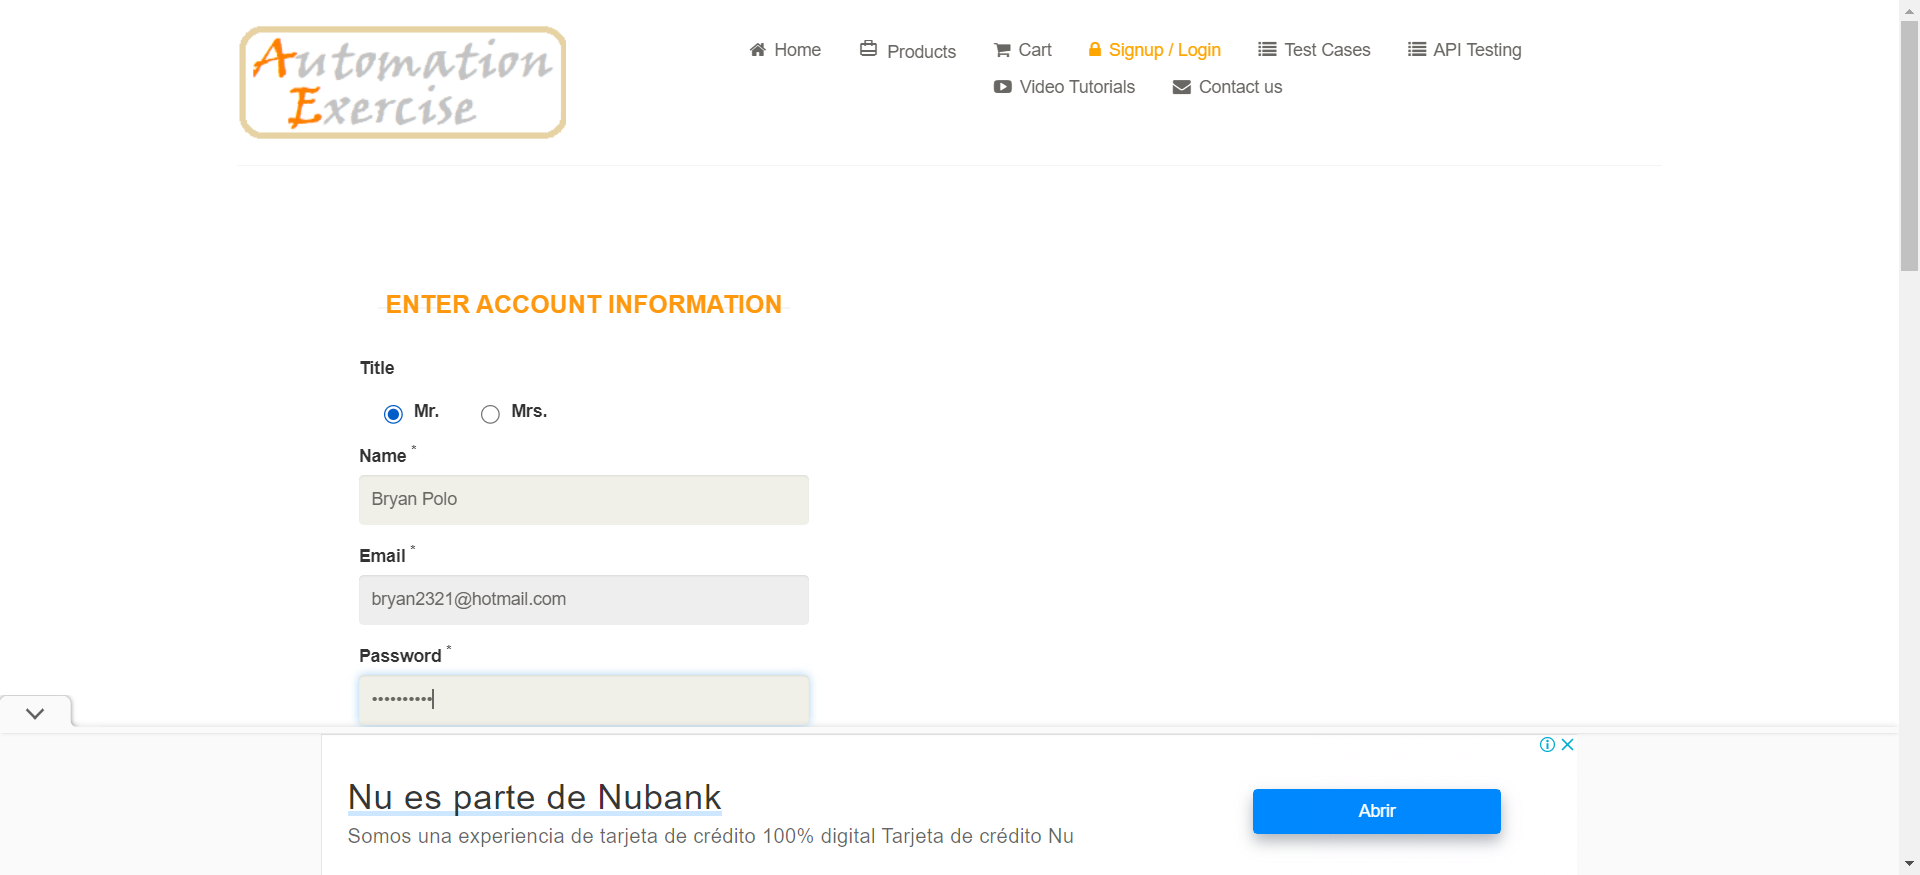 Automation
Exercise
Home
Products
Cart
Signup / Login
Test Cases
API Testing
Video Tutorials
Contact us
ENTER ACCOUNT INFORMATION
Title
Mr.
Mrs.
Name *
Bryan Polo
Email *
bryan2321@hotmail.com
Password *
••••••••••
Nu es parte de Nubank
Somos una experiencia de tarjeta de crédito 100% digital Tarjeta de crédito Nu
Abrir